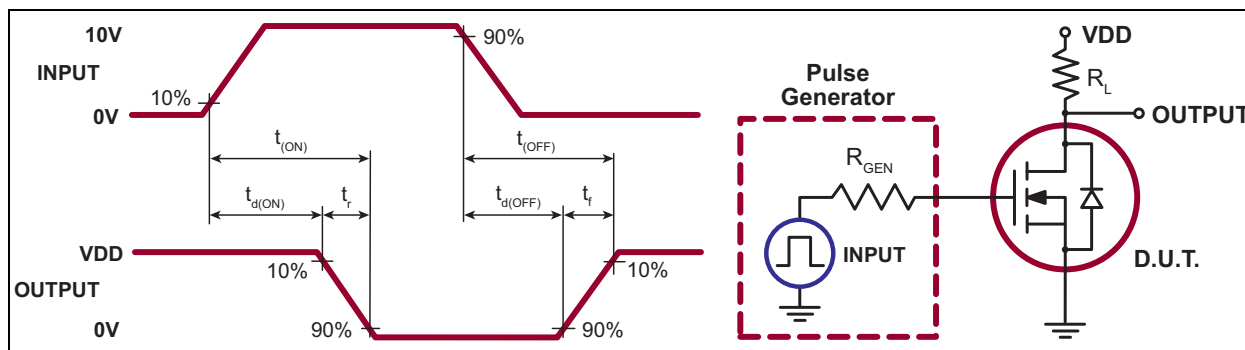 10V
INPUT
0V
10%
90%
t(ON)
t(OFF)
td(ON)
tr
td(OFF)
tf
VDD
OUTPUT
0V
10%
90%
10%
90%
Pulse
Generator
RGEN
INPUT
VDD
RL
OUTPUT
D.U.T.